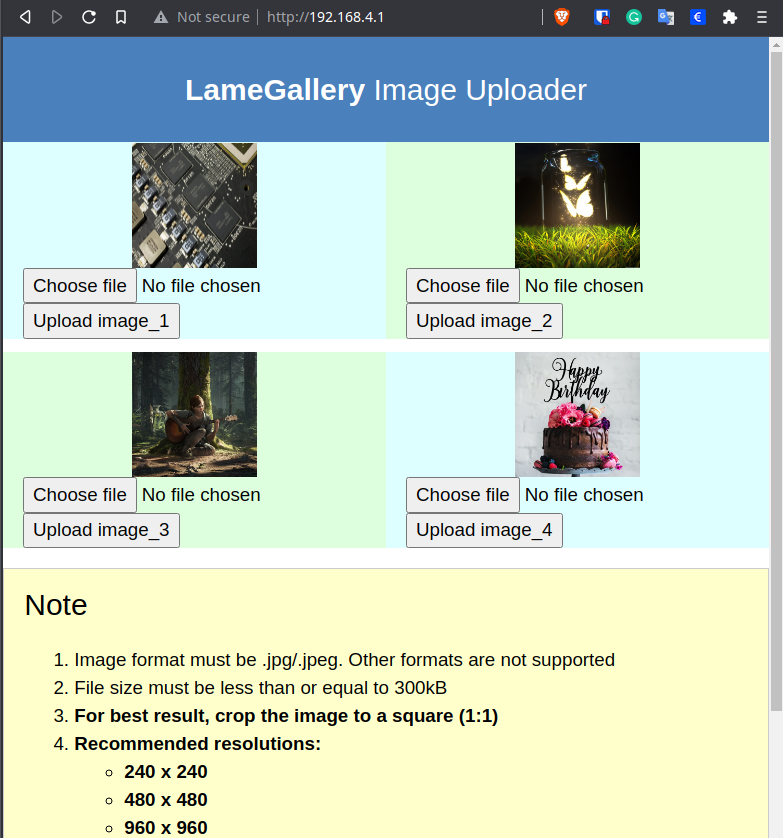 Not secure http://192.168.4.1
LameGallery Image Uploader
Choose file No file chosen
Upload image_1
Choose file No file chosen
Upload image_2
Happy
Birthday
Choose file No file chosen
Upload image_3
Choose file No file chosen
Upload image_4
Note
1. Image format must be .jpg/.jpeg. Other formats are not supported
2. File size must be less than or equal to 300kB
3. For best result, crop the image to a square (1:1)
4. Recommended resolutions:
240 x 240
480 x 480
960 x 960